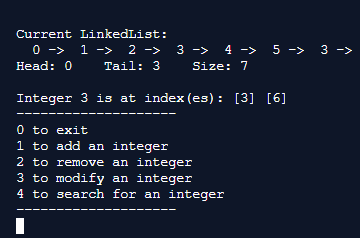 Current LinkedList:
0 -> 1 -> 2 -> 3 -> 4 -> 5 -> 3 ->
Head: 0 Tail: 3 Size: 7
Integer 3 is at index(es): [3] [6]
--------------------
0 to exit
1 to add an integer
2 to remove an integer
3 to modify an integer
4 to search for an integer
--------------------